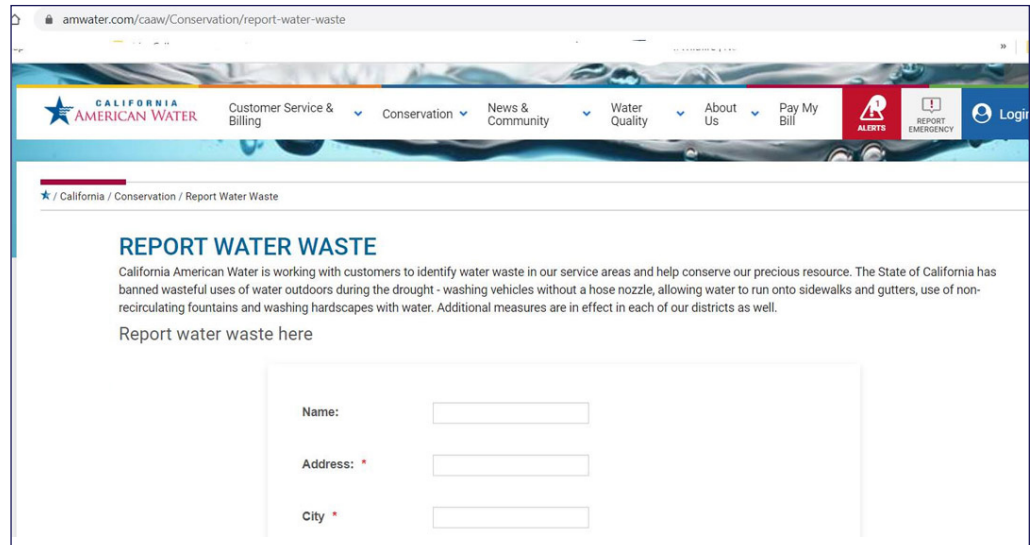 amwater.com/caaw/Conservation/report-water-waste
»
CALIFORNIA
AMERICAN WATER
Customer Service &
Billing
Conservation
News &
Community
Water
Quality
About
Us
Pay My
Bill
1
ALERTS
REPORT
EMERGENCY
Login
/ California / Conservation / Report Water Waste
REPORT WATER WASTE
California American Water is working with customers to identify water waste in our service areas and help conserve our precious resource. The State of California has
banned wasteful uses of water outdoors during the drought - washing vehicles without a hose nozzle, allowing water to run onto sidewalks and gutters, use of non-
recirculating fountains and washing hardscapes with water. Additional measures are in effect in each of our districts as well.
Report water waste here
Name:
Address: *
City *